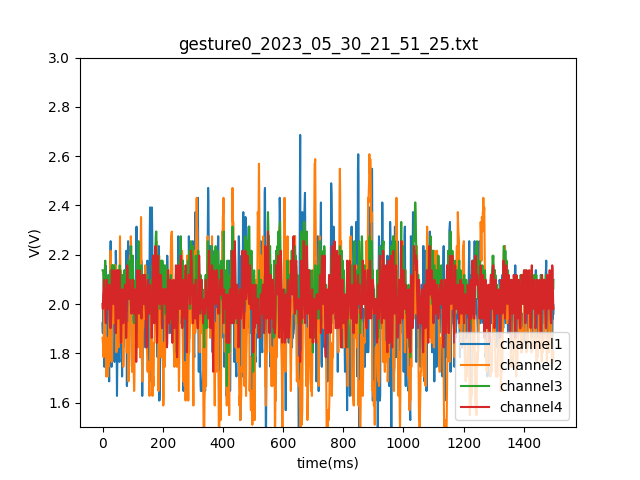 gesture0_2023_05_30_21_51_25.txt
3.0
2.8
2.6
2.4
2.2
2.0
1.8
1.6
V(V)
channel1
channel2
channel3
channel4
0 200 400 600 800 1000 1200 1400
time(ms)